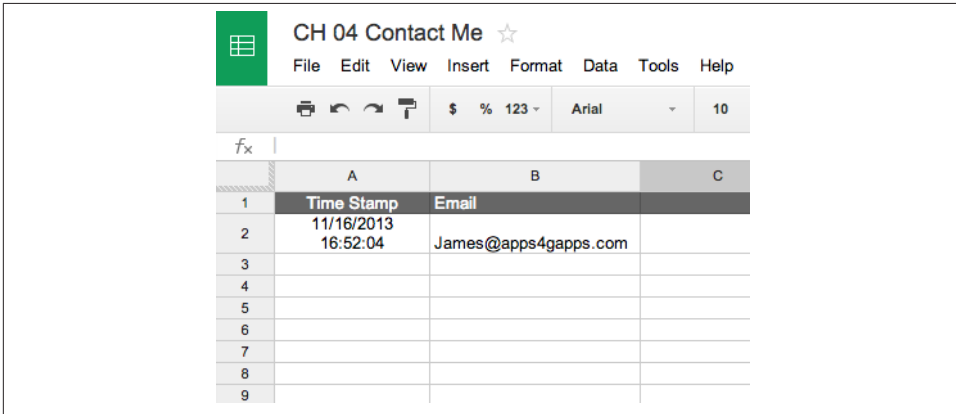 CH 04 Contact Me
File Edit View Insert Format Data Tools Help
$ % 123 Arial 10
fx
A B C
1 Time Stamp Email
2 11/16/2013
16:52:04 James@apps4gapps.com
3
4
5
6
7
8
9